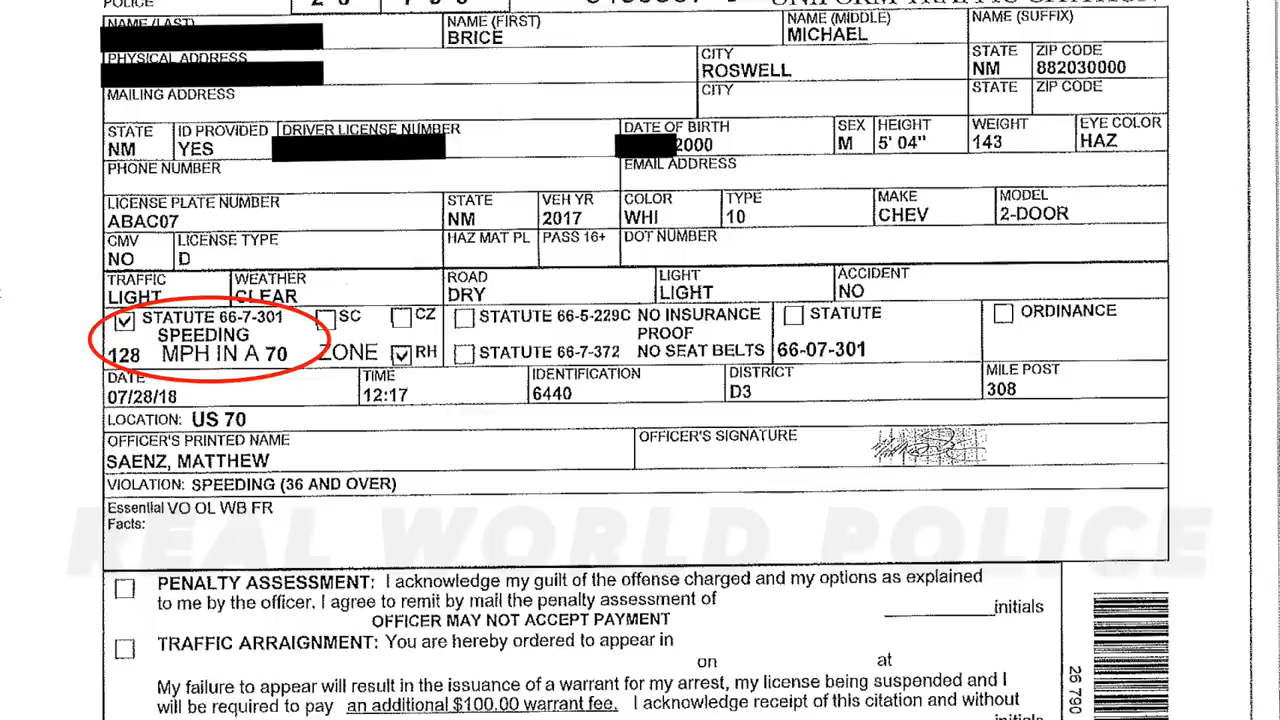 POLICE
NAME (LAST)
NAME (FIRST)
NAME (MIDDLE)
NAME (SUFFIX)
BRICE
MICHAEL
PHYSICAL ADDRESS
CITY
STATE
ZIP CODE
ROSWELL
NM
882030000
MAILING ADDRESS
CITY
STATE
ZIP CODE
STATE
ID PROVIDED
DRIVER LICENSE NUMBER
DATE OF BIRTH
SEX
HEIGHT
WEIGHT
EYE COLOR
NM
YES
2000
M
5' 04"
143
HAZ
PHONE NUMBER
EMAIL ADDRESS
LICENSE PLATE NUMBER
STATE
VEH YR
COLOR
TYPE
MAKE
MODEL
ABAC07
NM
2017
WHI
10
CHEV
2-DOOR
CMV
LICENSE TYPE
HAZ MAT PL
PASS 16+
DOT NUMBER
NO
D
TRAFFIC
WEATHER
ROAD
LIGHT
ACCIDENT
LIGHT
CLEAR
DRY
LIGHT
NO
STATUTE 66-7-301
SPEEDING
128 MPH IN A 70 ZONE
SC
CZ
RH
STATUTE 66-5-229C NO INSURANCE PROOF
STATUTE 66-7-372 NO SEAT BELTS
STATUTE
66-07-301
ORDINANCE
DATE
TIME
IDENTIFICATION
DISTRICT
MILE POST
07/28/18
12:17
6440
D3
308
LOCATION: US 70
OFFICER'S PRINTED NAME
OFFICER'S SIGNATURE
SAENZ, MATTHEW
VIOLATION: SPEEDING (36 AND OVER)
Essential VO OL WB FR
Facts:
REAL WORLD POLICE
PENALTY ASSESSMENT: I acknowledge my guilt of the offense charged and my options as explained
to me by the officer. I agree to remit by mail the penalty assessment of
initials
OFFICER MAY NOT ACCEPT PAYMENT
TRAFFIC ARRAIGNMENT: You are hereby ordered to appear in
on at
My failure to appear will result in the issuance of a warrant for my arrest, my license being suspended and I
will be required to pay an additional $100.00 warrant fee. I acknowledge receipt of this citation and without
initials
26 790